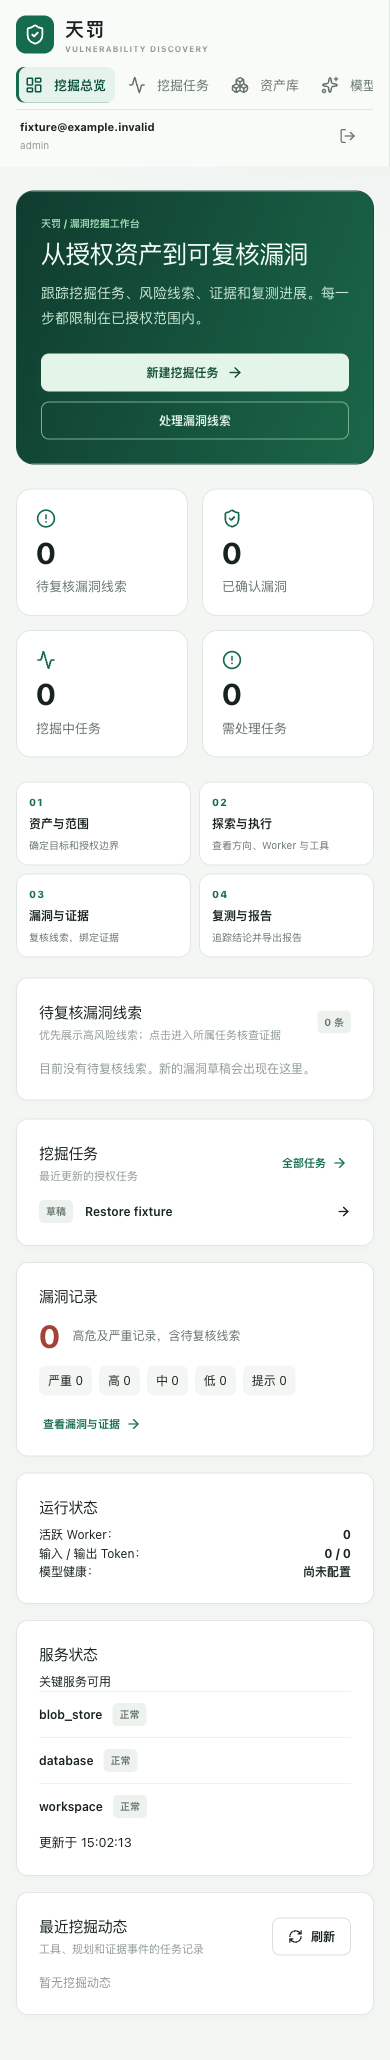 天罚
VULNERABILITY DISCOVERY
挖掘总览 挖掘任务 资产库 模型
fixture@example.invalid
admin
天罚 / 漏洞挖掘工作台
从授权资产到可复核漏洞
跟踪挖掘任务、风险线索、证据和复测进展。每一
步都限制在已授权范围内。
新建挖掘任务
处理漏洞线索
0 0
待复核漏洞线索 已确认漏洞
0 0
挖掘中任务 需处理任务
01 02
资产与范围 探索与执行
确定目标和授权边界 查看方向、Worker 与工具
03 04
漏洞与证据 复测与报告
复核线索，绑定证据 追踪结论并导出报告
待复核漏洞线索 0 条
优先展示高风险线索；点击进入所属任务核查证据
目前没有待复核线索。新的漏洞草稿会出现在这里。
挖掘任务 全部任务
最近更新的授权任务
草稿 Restore fixture
漏洞记录
0 高危及严重记录，含待复核线索
严重 0 高 0 中 0 低 0 提示 0
查看漏洞与证据
运行状态
活跃 Worker： 0
输入 / 输出 Token： 0 / 0
模型健康： 尚未配置
服务状态
关键服务可用
blob_store 正常
database 正常
workspace 正常
更新于 15:02:13
最近挖掘动态 刷新
工具、规划和证据事件的任务记录
暂无挖掘动态